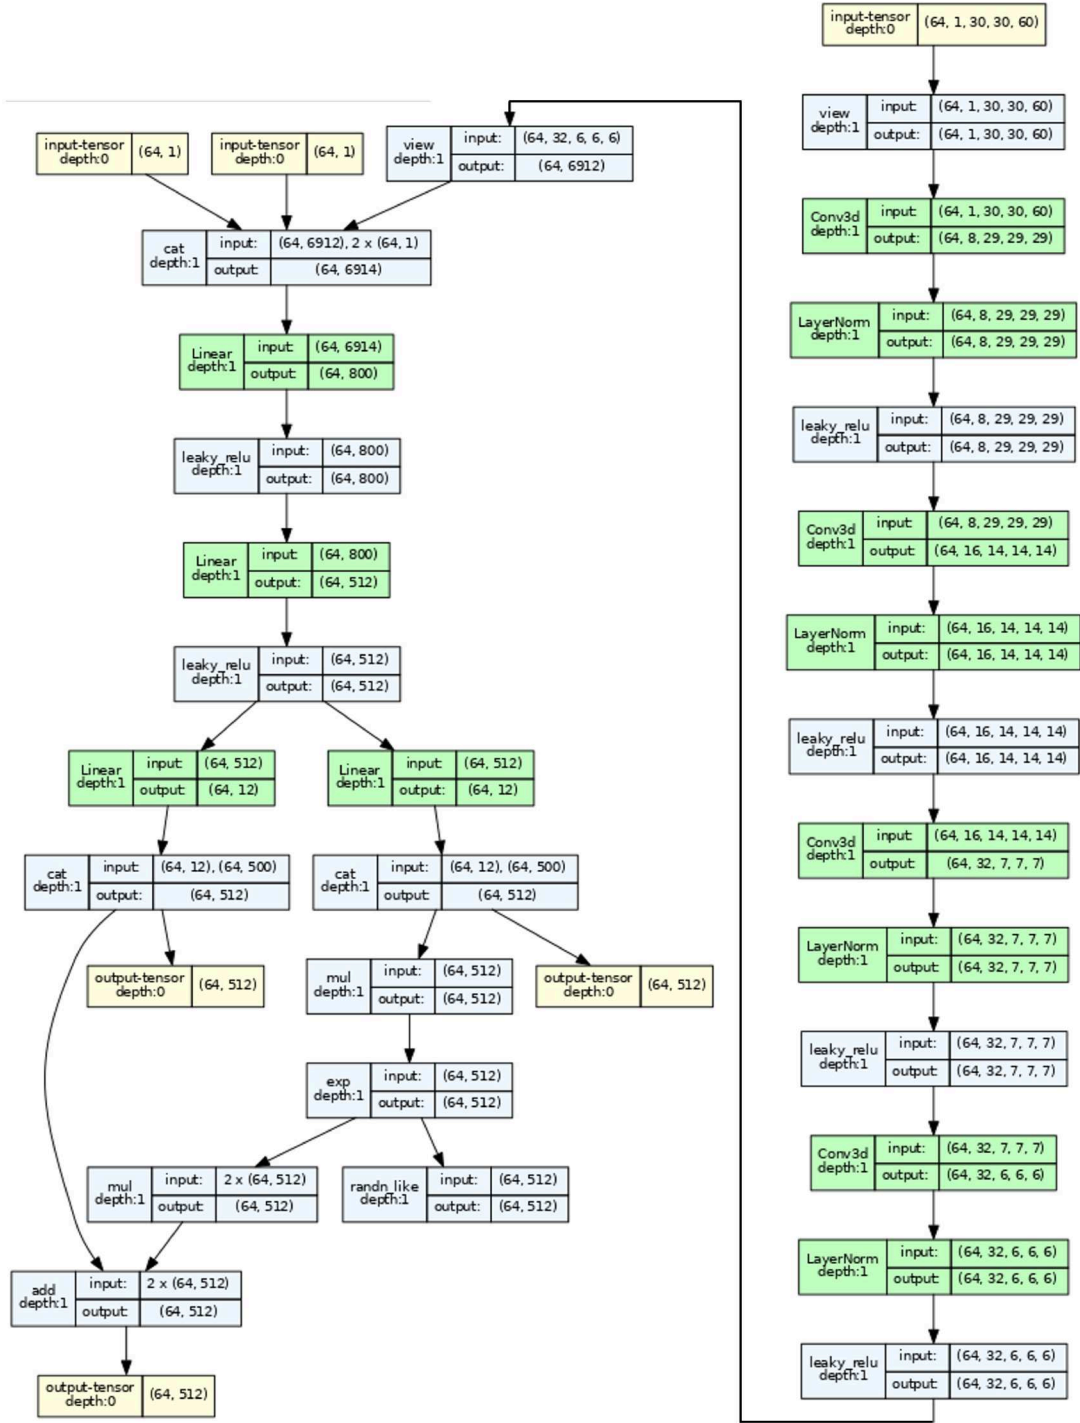 input-tensor
depth:0
(64, 1, 30, 30, 60)
view
depth:1
input:
(64, 1, 30, 30, 60)
output:
(64, 1, 30, 30, 60)
Conv3d
depth:1
input:
(64, 1, 30, 30, 60)
output:
(64, 8, 29, 29, 29)
LayerNorm
depth:1
input:
(64, 8, 29, 29, 29)
output:
(64, 8, 29, 29, 29)
leaky_relu
depth:1
input:
(64, 8, 29, 29, 29)
output:
(64, 8, 29, 29, 29)
Conv3d
depth:1
input:
(64, 8, 29, 29, 29)
output:
(64, 16, 14, 14, 14)
LayerNorm
depth:1
input:
(64, 16, 14, 14, 14)
output:
(64, 16, 14, 14, 14)
leaky_relu
depth:1
input:
(64, 16, 14, 14, 14)
output:
(64, 16, 14, 14, 14)
Conv3d
depth:1
input:
(64, 16, 14, 14, 14)
output:
(64, 32, 7, 7, 7)
LayerNorm
depth:1
input:
(64, 32, 7, 7, 7)
output:
(64, 32, 7, 7, 7)
leaky_relu
depth:1
input:
(64, 32, 7, 7, 7)
output:
(64, 32, 7, 7, 7)
Conv3d
depth:1
input:
(64, 32, 7, 7, 7)
output:
(64, 32, 6, 6, 6)
LayerNorm
depth:1
input:
(64, 32, 6, 6, 6)
output:
(64, 32, 6, 6, 6)
leaky_relu
depth:1
input:
(64, 32, 6, 6, 6)
output:
(64, 32, 6, 6, 6)
input-tensor
depth:0
(64, 1)
input-tensor
depth:0
(64, 1)
view
depth:1
input:
(64, 32, 6, 6, 6)
output:
(64, 6912)
cat
depth:1
input:
(64, 6912), 2 x (64, 1)
output:
(64, 6914)
Linear
depth:1
input:
(64, 6914)
output:
(64, 800)
leaky_relu
depth:1
input:
(64, 800)
output:
(64, 800)
Linear
depth:1
input:
(64, 800)
output:
(64, 512)
leaky_relu
depth:1
input:
(64, 512)
output:
(64, 512)
Linear
depth:1
input:
(64, 512)
output:
(64, 12)
Linear
depth:1
input:
(64, 512)
output:
(64, 12)
cat
depth:1
input:
(64, 12), (64, 500)
output:
(64, 512)
cat
depth:1
input:
(64, 12), (64, 500)
output:
(64, 512)
output-tensor
depth:0
(64, 512)
mul
depth:1
input:
(64, 512)
output:
(64, 512)
output-tensor
depth:0
(64, 512)
exp
depth:1
input:
(64, 512)
output:
(64, 512)
mul
depth:1
input:
2 x (64, 512)
output:
(64, 512)
randn_like
depth:1
input:
(64, 512)
output:
(64, 512)
add
depth:1
input:
2 x (64, 512)
output:
(64, 512)
output-tensor
depth:0
(64, 512)